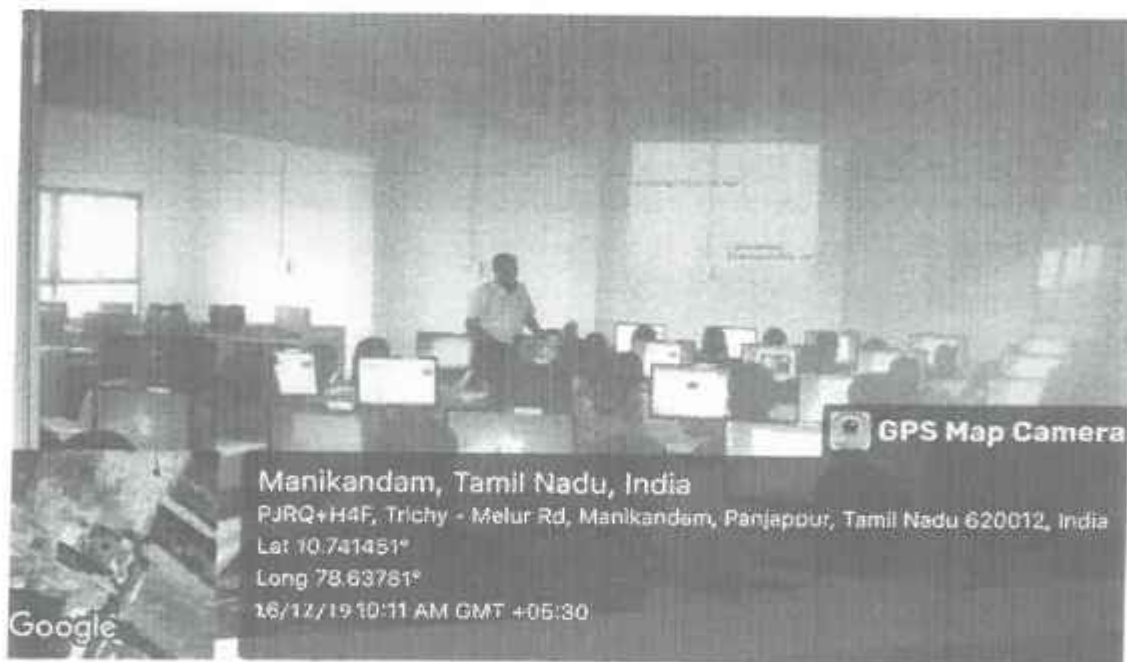 GPS Map Camera
Manikandam, Tamil Nadu, India
PJRQ+H4F, Trichy - Melur Rd, Manikandam, Panjappur, Tamil Nadu 620012, India
Lat 10.741451°
Long 78.63781°
16/12/19 10:11 AM GMT +05:30
Google